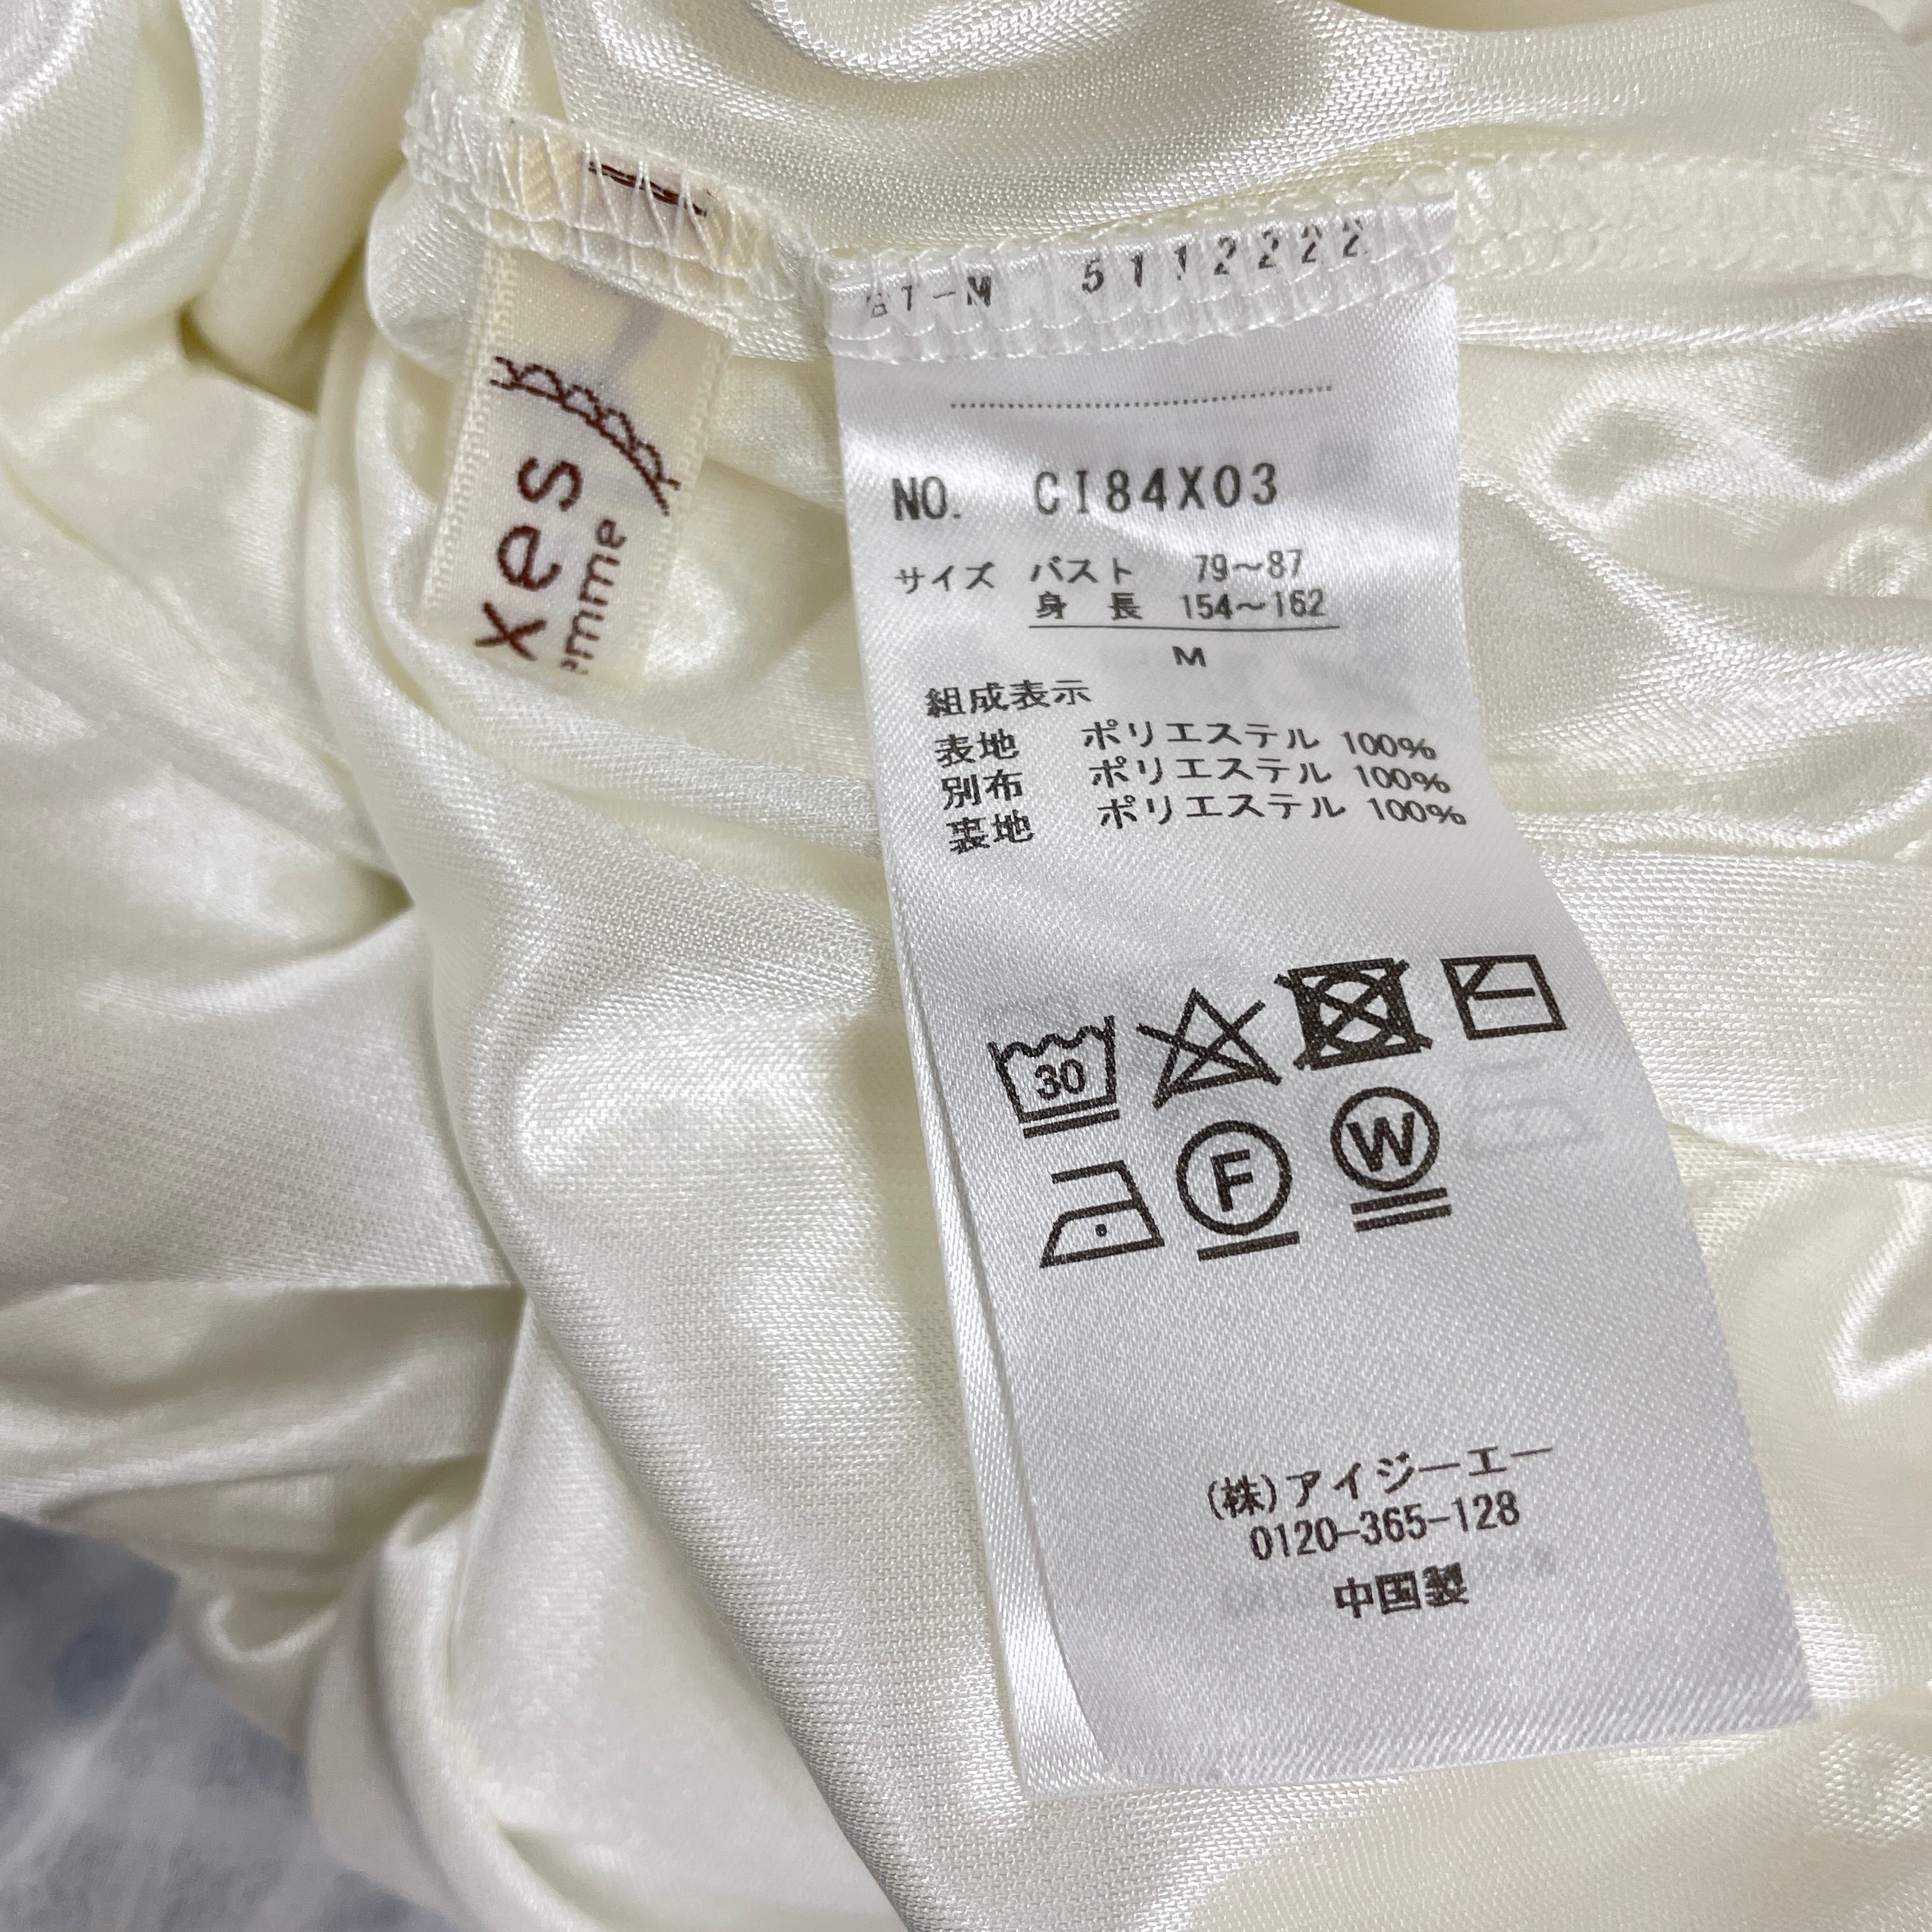 xes
emme
-M 5112222
NO. CI84X03
サイズ バスト 79～87
身長 154～162
M
組成表示
表地 ポリエステル 100%
別布 ポリエステル 100%
裏地 ポリエステル 100%
30
F
W
(株)アイジーエー
0120-365-128
中国製